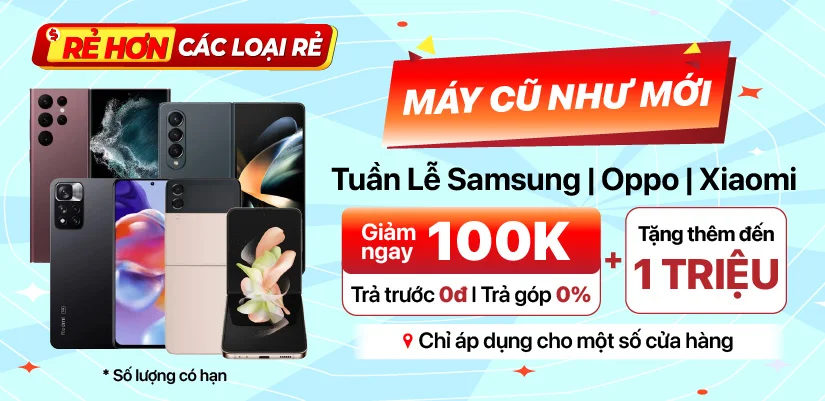 RẺ HƠN CÁC LOẠI RẺ
MÁY CŨ NHƯ MỚI
Tuần Lễ Samsung | Oppo | Xiaomi
Giảm ngay 100K
Trả trước 0đ | Trả góp 0%
+
Tặng thêm đến
1 TRIỆU
Chỉ áp dụng cho một số cửa hàng
* Số lượng có hạn
Redmi